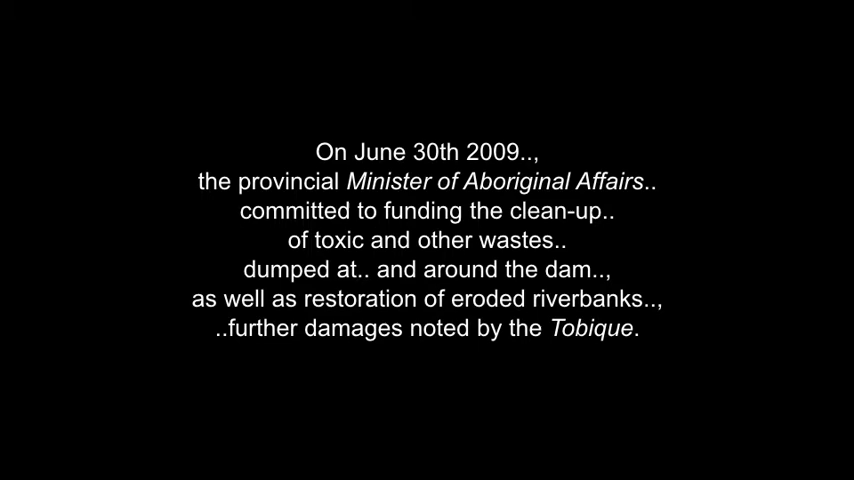 On June 30th 2009..,
the provincial Minister of Aboriginal Affairs..
committed to funding the clean-up..
of toxic and other wastes..
dumped at.. and around the dam..,
as well as restoration of eroded riverbanks..,
..further damages noted by the Tobique.